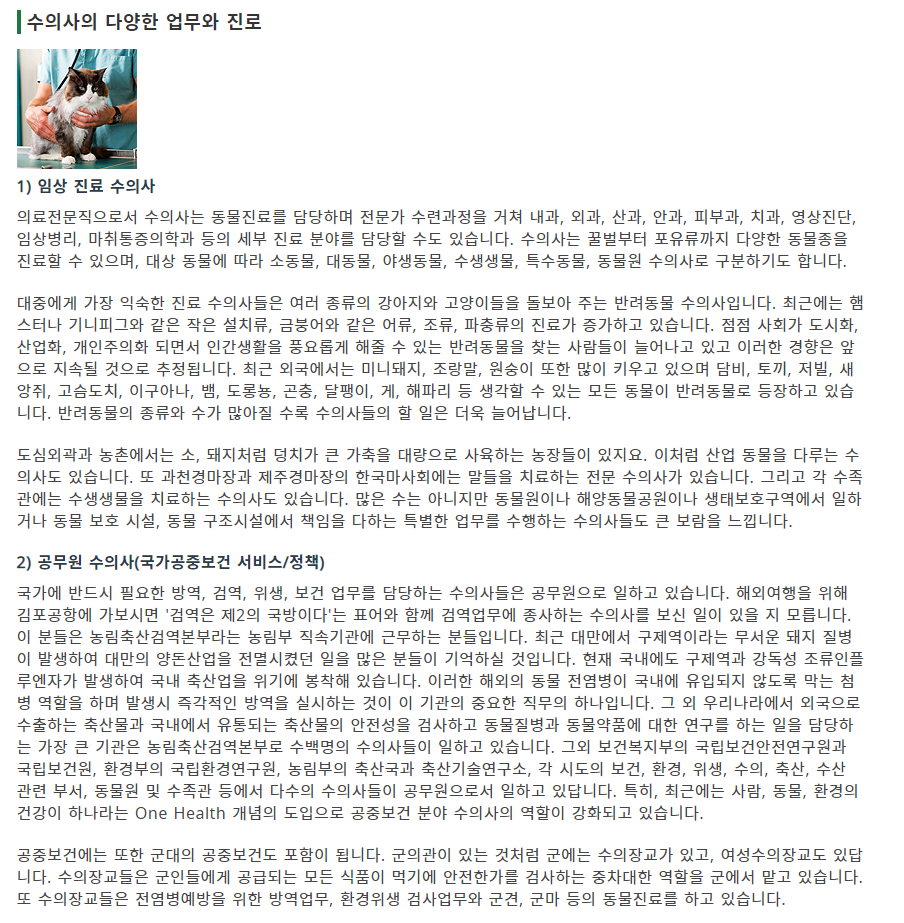 수의사의 다양한 업무와 진로
1) 임상 진료 수의사
의료전문직으로서 수의사는 동물진료를 담당하며 전문가 수련과정을 거쳐 내과, 외과, 산과, 안과, 피부과, 치과, 영상진단,
임상병리, 마취통증의학과 등의 세부 진료 분야를 담당할 수도 있습니다. 수의사는 꿀벌부터 포유류까지 다양한 동물종을
진료할 수 있으며, 대상 동물에 따라 소동물, 대동물, 야생동물, 수생생물, 특수동물, 동물원 수의사로 구분하기도 합니다.
대중에게 가장 익숙한 진료 수의사들은 여러 종류의 강아지와 고양이들을 돌보아 주는 반려동물 수의사입니다. 최근에는 햄
스터나 기니피그와 같은 작은 설치류, 금붕어와 같은 어류, 조류, 파충류의 진료가 증가하고 있습니다. 점점 사회가 도시화,
산업화, 개인주의화 되면서 인간생활을 풍요롭게 해줄 수 있는 반려동물을 찾는 사람들이 늘어나고 있고 이러한 경향은 앞
으로 지속될 것으로 추정됩니다. 최근 외국에서는 미니돼지, 조랑말, 원숭이 또한 많이 키우고 있으며 담비, 토끼, 저빌, 새
앙쥐, 고슴도치, 이구아나, 뱀, 도롱뇽, 곤충, 달팽이, 게, 해파리 등 생각할 수 있는 모든 동물이 반려동물로 등장하고 있습
니다. 반려동물의 종류와 수가 많아질 수록 수의사들의 할 일은 더욱 늘어납니다.
도심외곽과 농촌에서는 소, 돼지처럼 덩치가 큰 가축을 대량으로 사육하는 농장들이 있지요. 이처럼 산업 동물을 다루는 수
의사도 있습니다. 또 과천경마장과 제주경마장의 한국마사회에는 말들을 치료하는 전문 수의사가 있습니다. 그리고 각 수족
관에는 수생생물을 치료하는 수의사도 있습니다. 많은 수는 아니지만 동물원이나 해양동물공원이나 생태보호구역에서 일하
거나 동물 보호 시설, 동물 구조시설에서 책임을 다하는 특별한 업무를 수행하는 수의사들도 큰 보람을 느낍니다.
2) 공무원 수의사(국가공중보건 서비스/정책)
국가에 반드시 필요한 방역, 검역, 위생, 보건 업무를 담당하는 수의사들은 공무원으로 일하고 있습니다. 해외여행을 위해
김포공항에 가보시면 '검역은 제2의 국방이다'는 표어와 함께 검역업무에 종사하는 수의사를 보신 일이 있을 지 모릅니다.
이 분들은 농림축산검역본부라는 농림부 직속기관에 근무하는 분들입니다. 최근 대만에서 구제역이라는 무서운 돼지 질병
이 발생하여 대만의 양돈산업을 전멸시켰던 일을 많은 분들이 기억하실 것입니다. 현재 국내에도 구제역과 강독성 조류인플
루엔자가 발생하여 국내 축산업을 위기에 봉착해 있습니다. 이러한 해외의 동물 전염병이 국내에 유입되지 않도록 막는 첨
병 역할을 하며 발생시 즉각적인 방역을 실시하는 것이 이 기관의 중요한 직무의 하나입니다. 그 외 우리나라에서 외국으로
수출하는 축산물과 국내에서 유통되는 축산물의 안전성을 검사하고 동물질병과 동물약품에 대한 연구를 하는 일을 담당하
는 가장 큰 기관은 농림축산검역본부로 수백명의 수의사들이 일하고 있습니다. 그외 보건복지부의 국립보건안전연구원과
국립보건원, 환경부의 국립환경연구원, 농림부의 축산국과 축산기술연구소, 각 시도의 보건, 환경, 위생, 수의, 축산, 수산
관련 부서, 동물원 및 수족관 등에서 다수의 수의사들이 공무원으로서 일하고 있답니다. 특히, 최근에는 사람, 동물, 환경의
건강이 하나라는 One Health 개념의 도입으로 공중보건 분야 수의사의 역할이 강화되고 있습니다.
공중보건에는 또한 군대의 공중보건도 포함이 됩니다. 군의관이 있는 것처럼 군에는 수의장교가 있고, 여성수의장교도 있답
니다. 수의장교들은 군인들에게 공급되는 모든 식품이 먹기에 안전한가를 검사하는 중차대한 역할을 군에서 맡고 있습니다.
또 수의장교들은 전염병예방을 위한 방역업무, 환경위생 검사업무와 군견, 군마 등의 동물진료를 하고 있습니다.